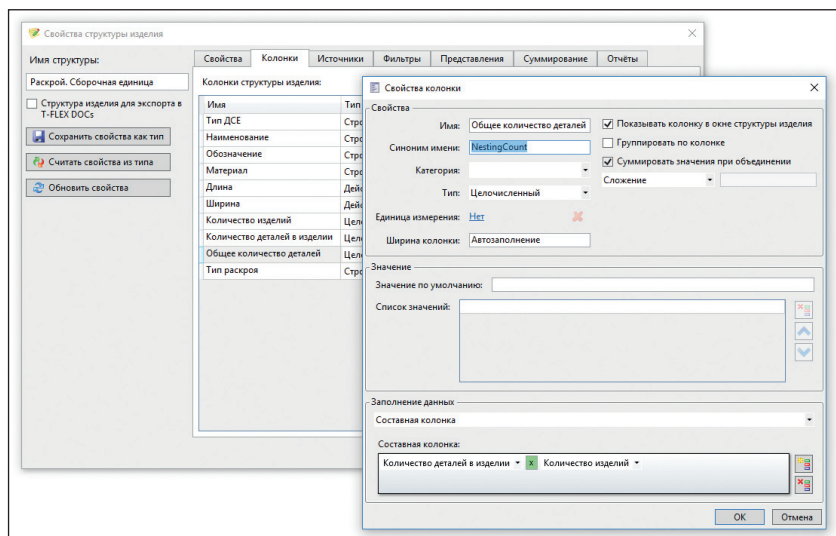 Свойства структуры изделия
Имя структуры:
Раскрой. Сборочная единица
Структура изделия для экспорта в
T-FLEX DOCs
Сохранить свойства как тип
Считать свойства из типа
Обновить свойства
Свойства Колонки Источники Фильтры Представления Суммирование Отчёты
Колонки структуры изделия:
Имя Тип
Тип ДСЕ Стро
Наименование Стро
Обозначение Стро
Материал Стро
Длина Дейс
Ширина Дейс
Количество изделий Цело
Количество деталей в изделии Цело
Общее количество деталей Цело
Тип раскроя Стро
Свойства колонки
Свойства
Имя: Общее количество деталей
Синоним имени: NestingCount
Категория:
Тип: Целочисленный
Единица измерения: Нет
Ширина колонки: Автозаполнение
Показывать колонку в окне структуры изделия
Группировать по колонке
Суммировать значения при объединении
Сложение
Значение
Значение по умолчанию:
Список значений:
Заполнение данных
Составная колонка
Составная колонка:
Количество деталей в изделии x Количество изделий
OK Отмена